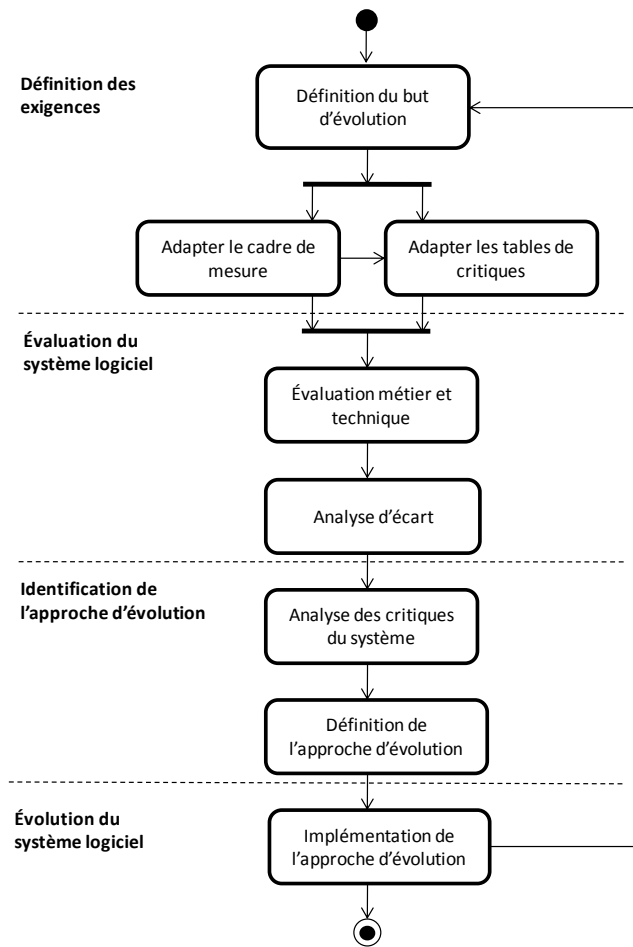 Définition des
exigences
Définition du but
d'évolution
Adapter le cadre de
mesure
Adapter les tables de
critiques
Évaluation du
système logiciel
Évaluation métier et
technique
Analyse d'écart
Identification de
l'approche d'évolution
Analyse des critiques
du système
Définition de
l'approche d'évolution
Évolution du
système logiciel
Implémentation de
l'approche d'évolution